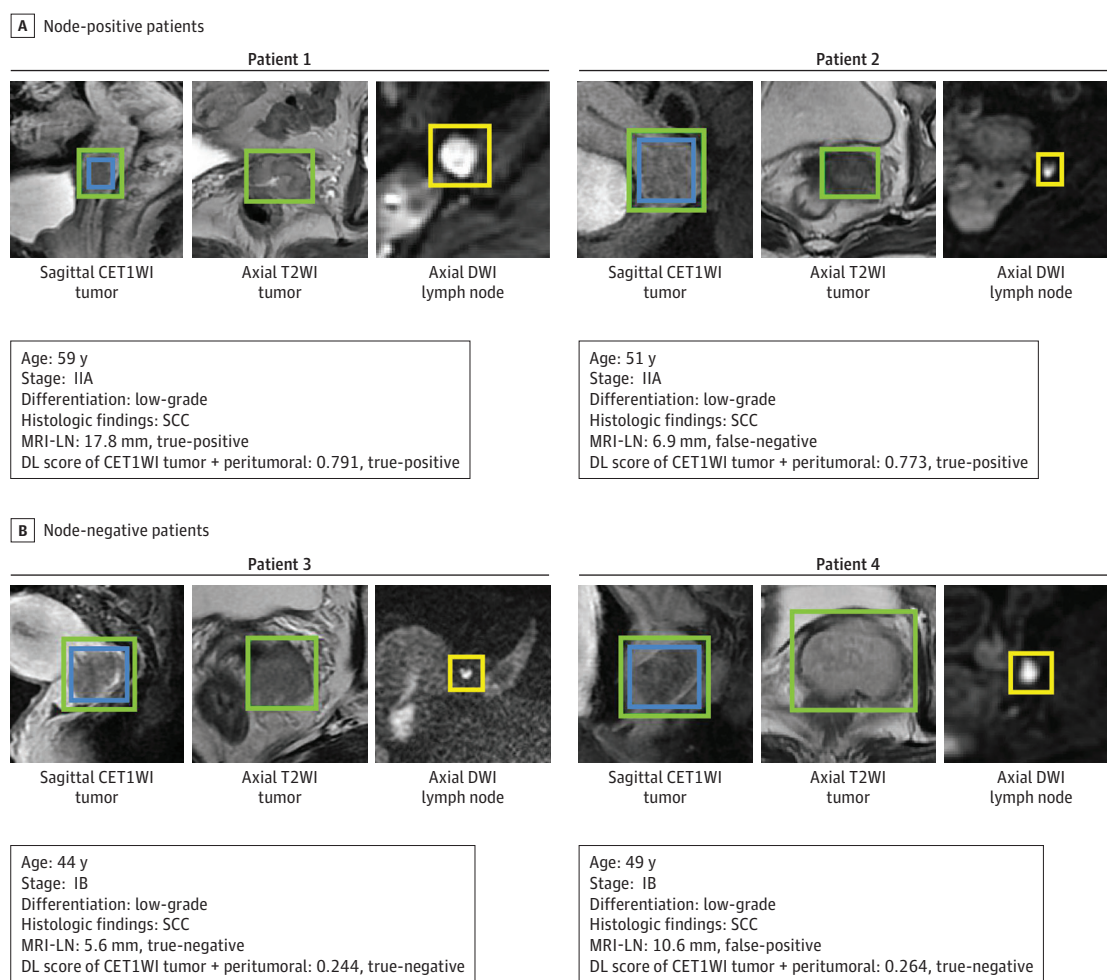 A Node-positive patients
Patient 1
Sagittal CET1WI
tumor
Axial T2WI
tumor
Axial DWI
lymph node
Age: 59 y
Stage: IIA
Differentiation: low-grade
Histologic findings: SCC
MRI-LN: 17.8 mm, true-positive
DL score of CET1WI tumor + peritumoral: 0.791, true-positive
Patient 2
Sagittal CET1WI
tumor
Axial T2WI
tumor
Axial DWI
lymph node
Age: 51 y
Stage: IIA
Differentiation: low-grade
Histologic findings: SCC
MRI-LN: 6.9 mm, false-negative
DL score of CET1WI tumor + peritumoral: 0.773, true-positive
B Node-negative patients
Patient 3
Sagittal CET1WI
tumor
Axial T2WI
tumor
Axial DWI
lymph node
Age: 44 y
Stage: IB
Differentiation: low-grade
Histologic findings: SCC
MRI-LN: 5.6 mm, true-negative
DL score of CET1WI tumor + peritumoral: 0.244, true-negative
Patient 4
Sagittal CET1WI
tumor
Axial T2WI
tumor
Axial DWI
lymph node
Age: 49 y
Stage: IB
Differentiation: low-grade
Histologic findings: SCC
MRI-LN: 10.6 mm, false-positive
DL score of CET1WI tumor + peritumoral: 0.264, true-negative